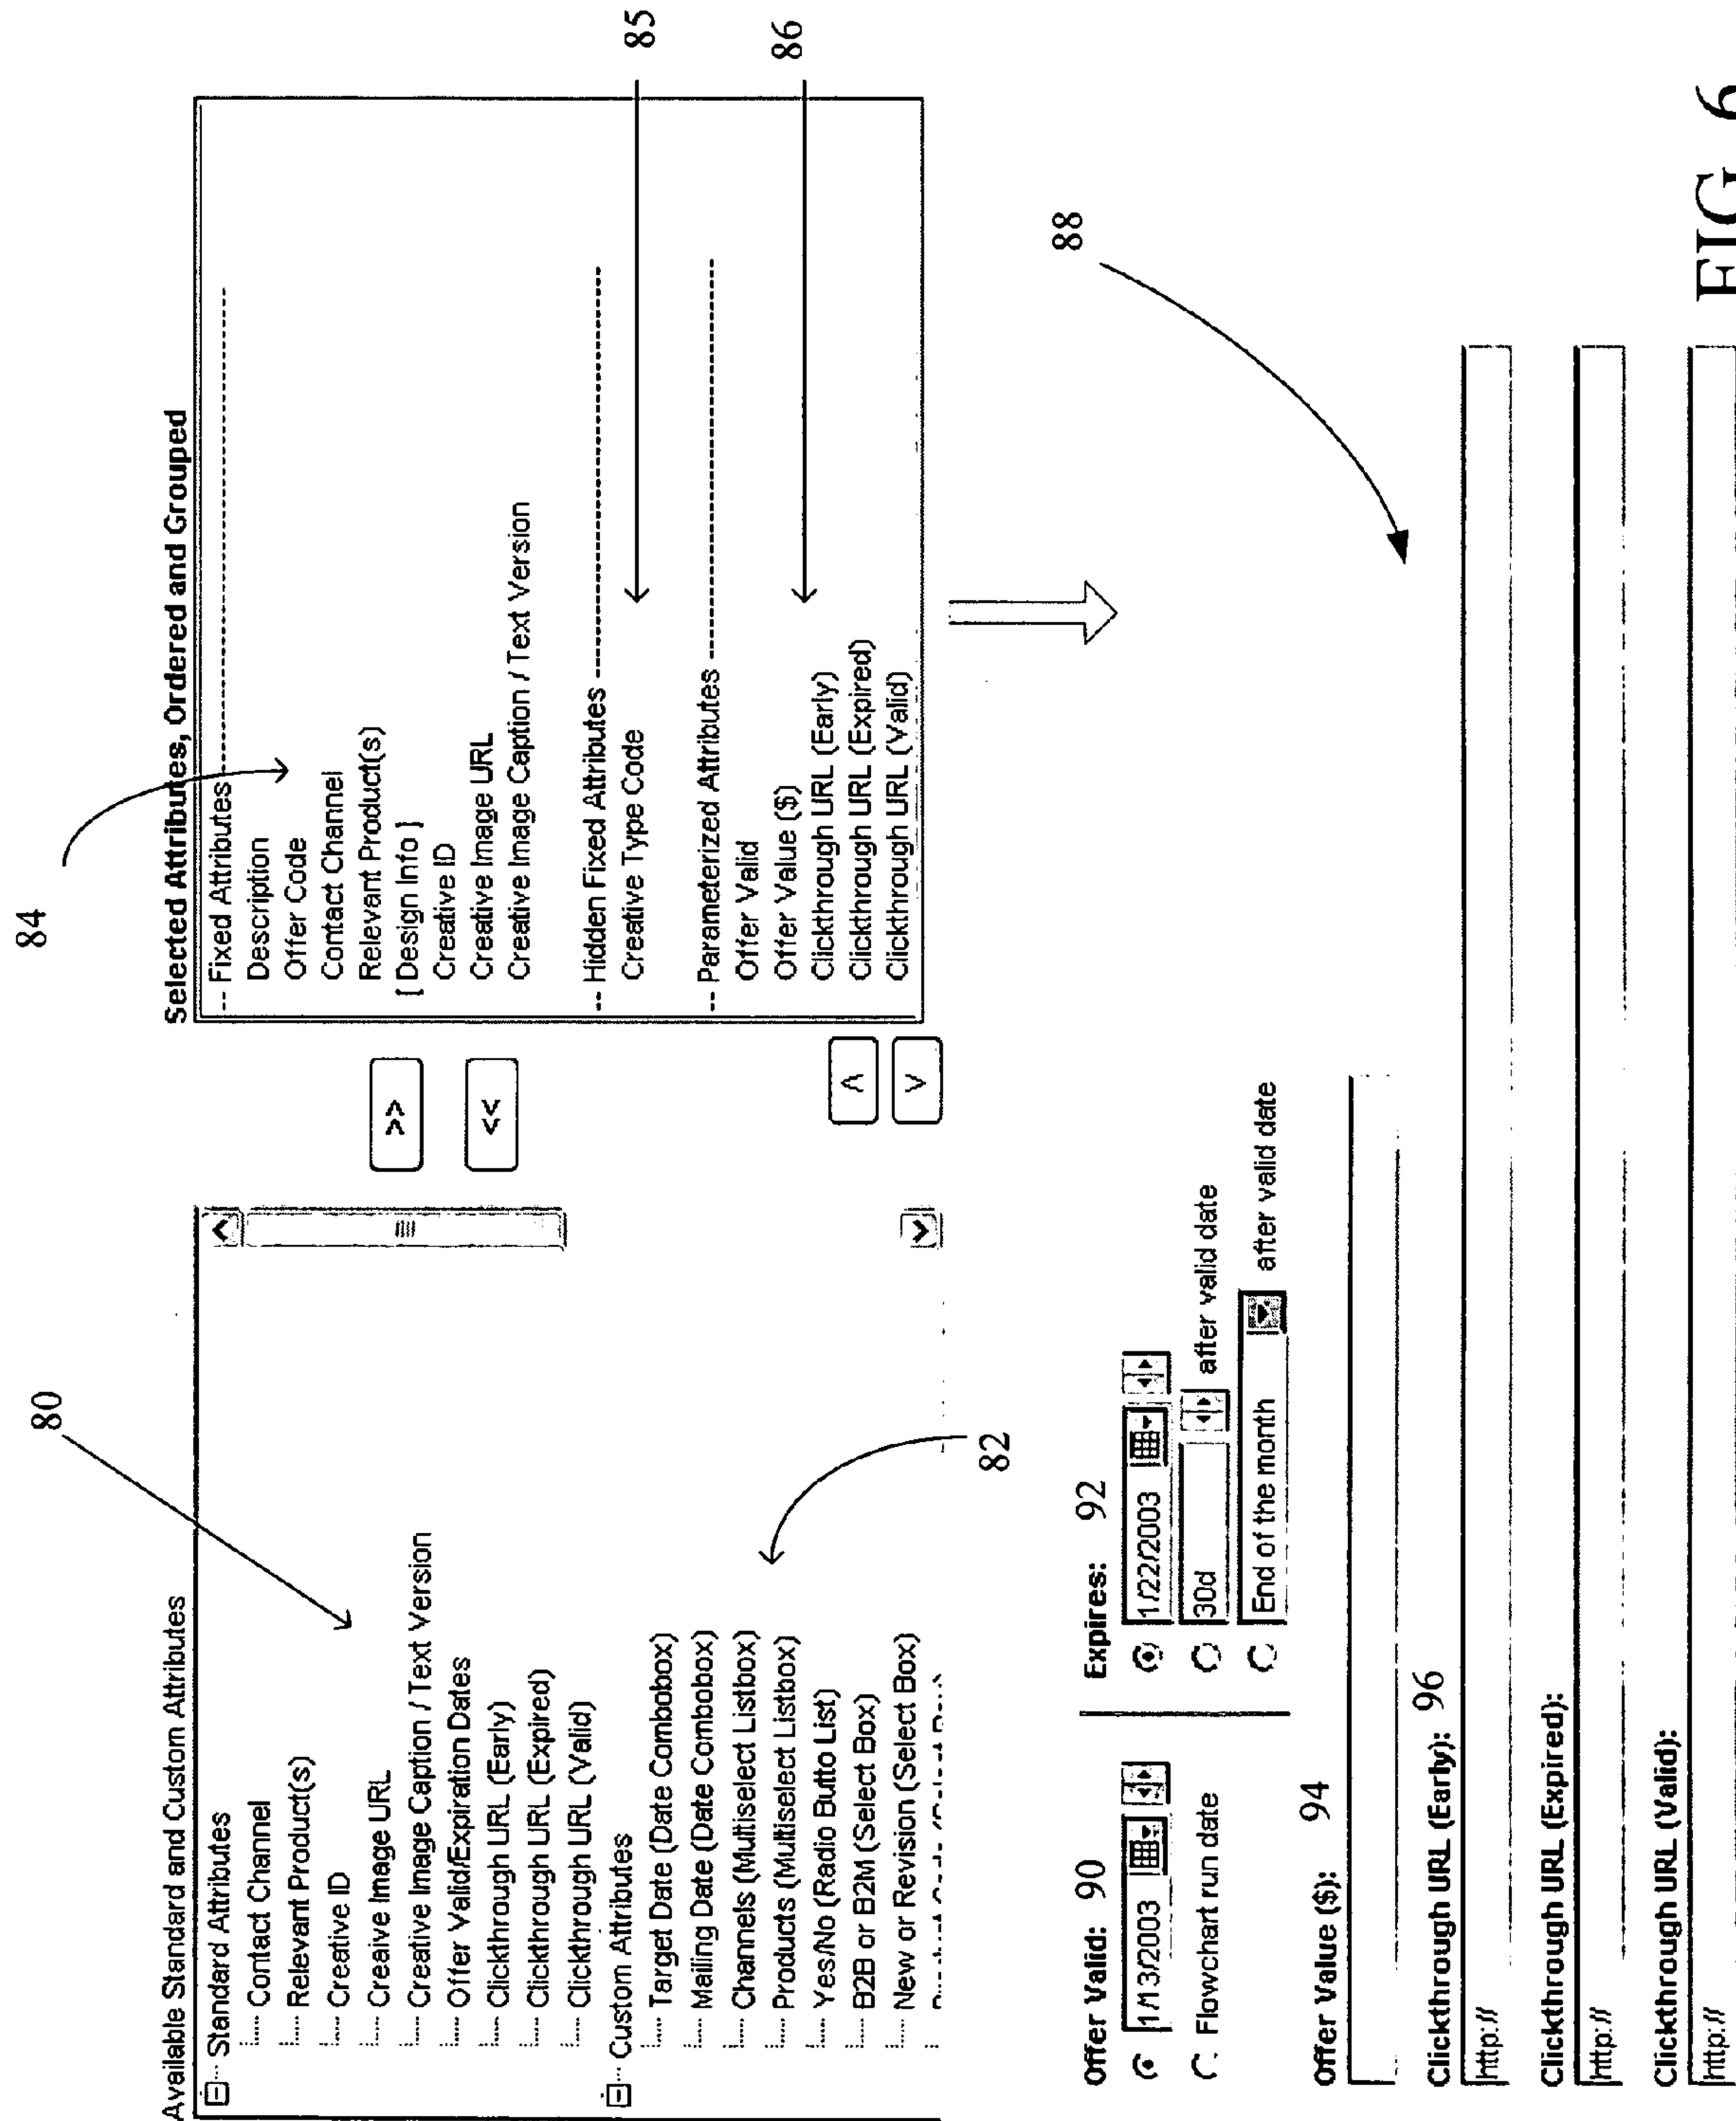 84
80
85
86
Available Standard and Custom Attributes
Standard Attributes
Contact Channel
Relevant Product(s)
Creative ID
Creaive Image URL
Creative Image Caption / Text Version
Offer Valid/Expiration Dates
Clickthrough URL (Early)
Clickthrough URL (Expired)
Clickthrough URL (Valid)
Custom Attributes
Target Date (Date Combobox)
Mailing Date (Date Combobox)
Channels (Multiselect Listbox)
Products (Multiselect Listbox)
Yes/No (Radio Butto List)
B2B or B2M (Select Box)
New or Revision (Select Box)
82
>>
<<
Selected Attributes, Ordered and Grouped
-- Fixed Attributes --
Description
Offer Code
Contact Channel
Relevant Product(s)
[ Design Info ]
Creative ID
Creative Image URL
Creative Image Caption / Text Version
-- Hidden Fixed Attributes --
Creative Type Code
-- Parameterized Attributes --
Offer Valid
Offer Value ($)
Clickthrough URL (Early)
Clickthrough URL (Expired)
Clickthrough URL (Valid)
88
Offer Valid: 90
1/13/2003
Flowchart run date
Expires: 92
1/22/2003
30d after valid date
End of the month after valid date
Offer Value ($): 94
Clickthrough URL (Early): 96
http://
Clickthrough URL (Expired):
http://
Clickthrough URL (Valid):
http://
FIG. 6